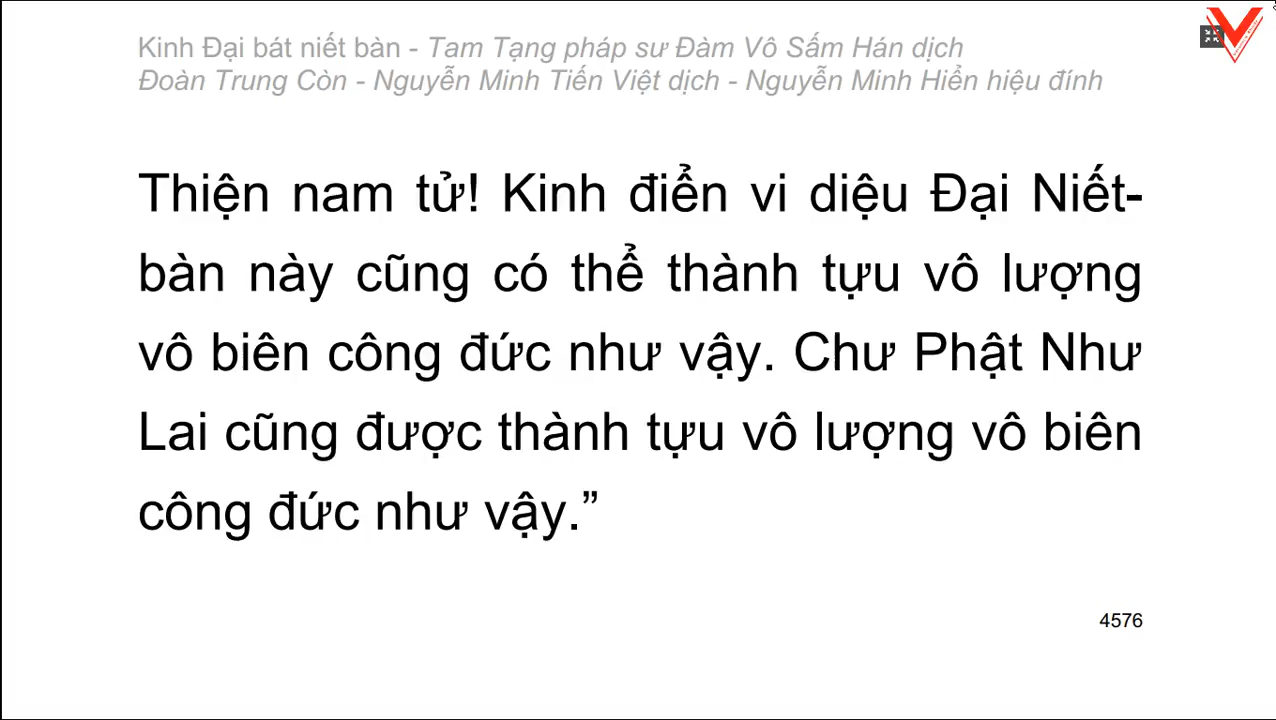 Kinh Đại bát niết bàn - Tam Tạng pháp sư Đàm Vô Sấm Hán dịch
Đoàn Trung Còn - Nguyễn Minh Tiến Việt dịch - Nguyễn Minh Hiển hiệu đính
Thiện nam tử! Kinh điển vi diệu Đại Niết-
bàn này cũng có thể thành tựu vô lượng
vô biên công đức như vậy. Chư Phật Như
Lai cũng được thành tựu vô lượng vô biên
công đức như vậy.”
4576